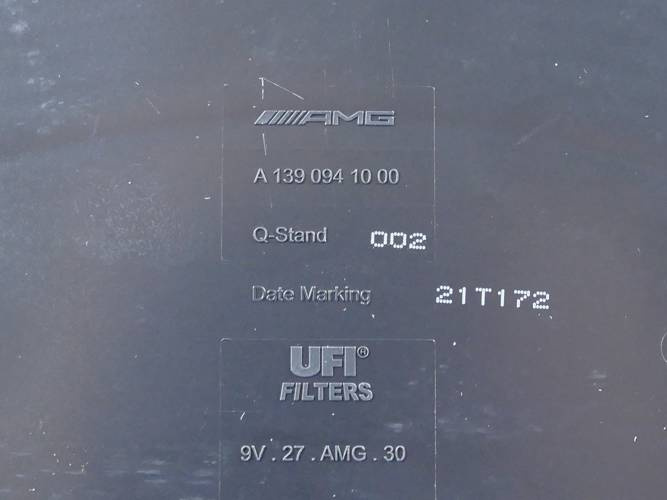 AMG
A 139 094 10 00
Q-Stand 002
Date Marking 21T172
UFI®
FILTERS
9V . 27 . AMG . 30